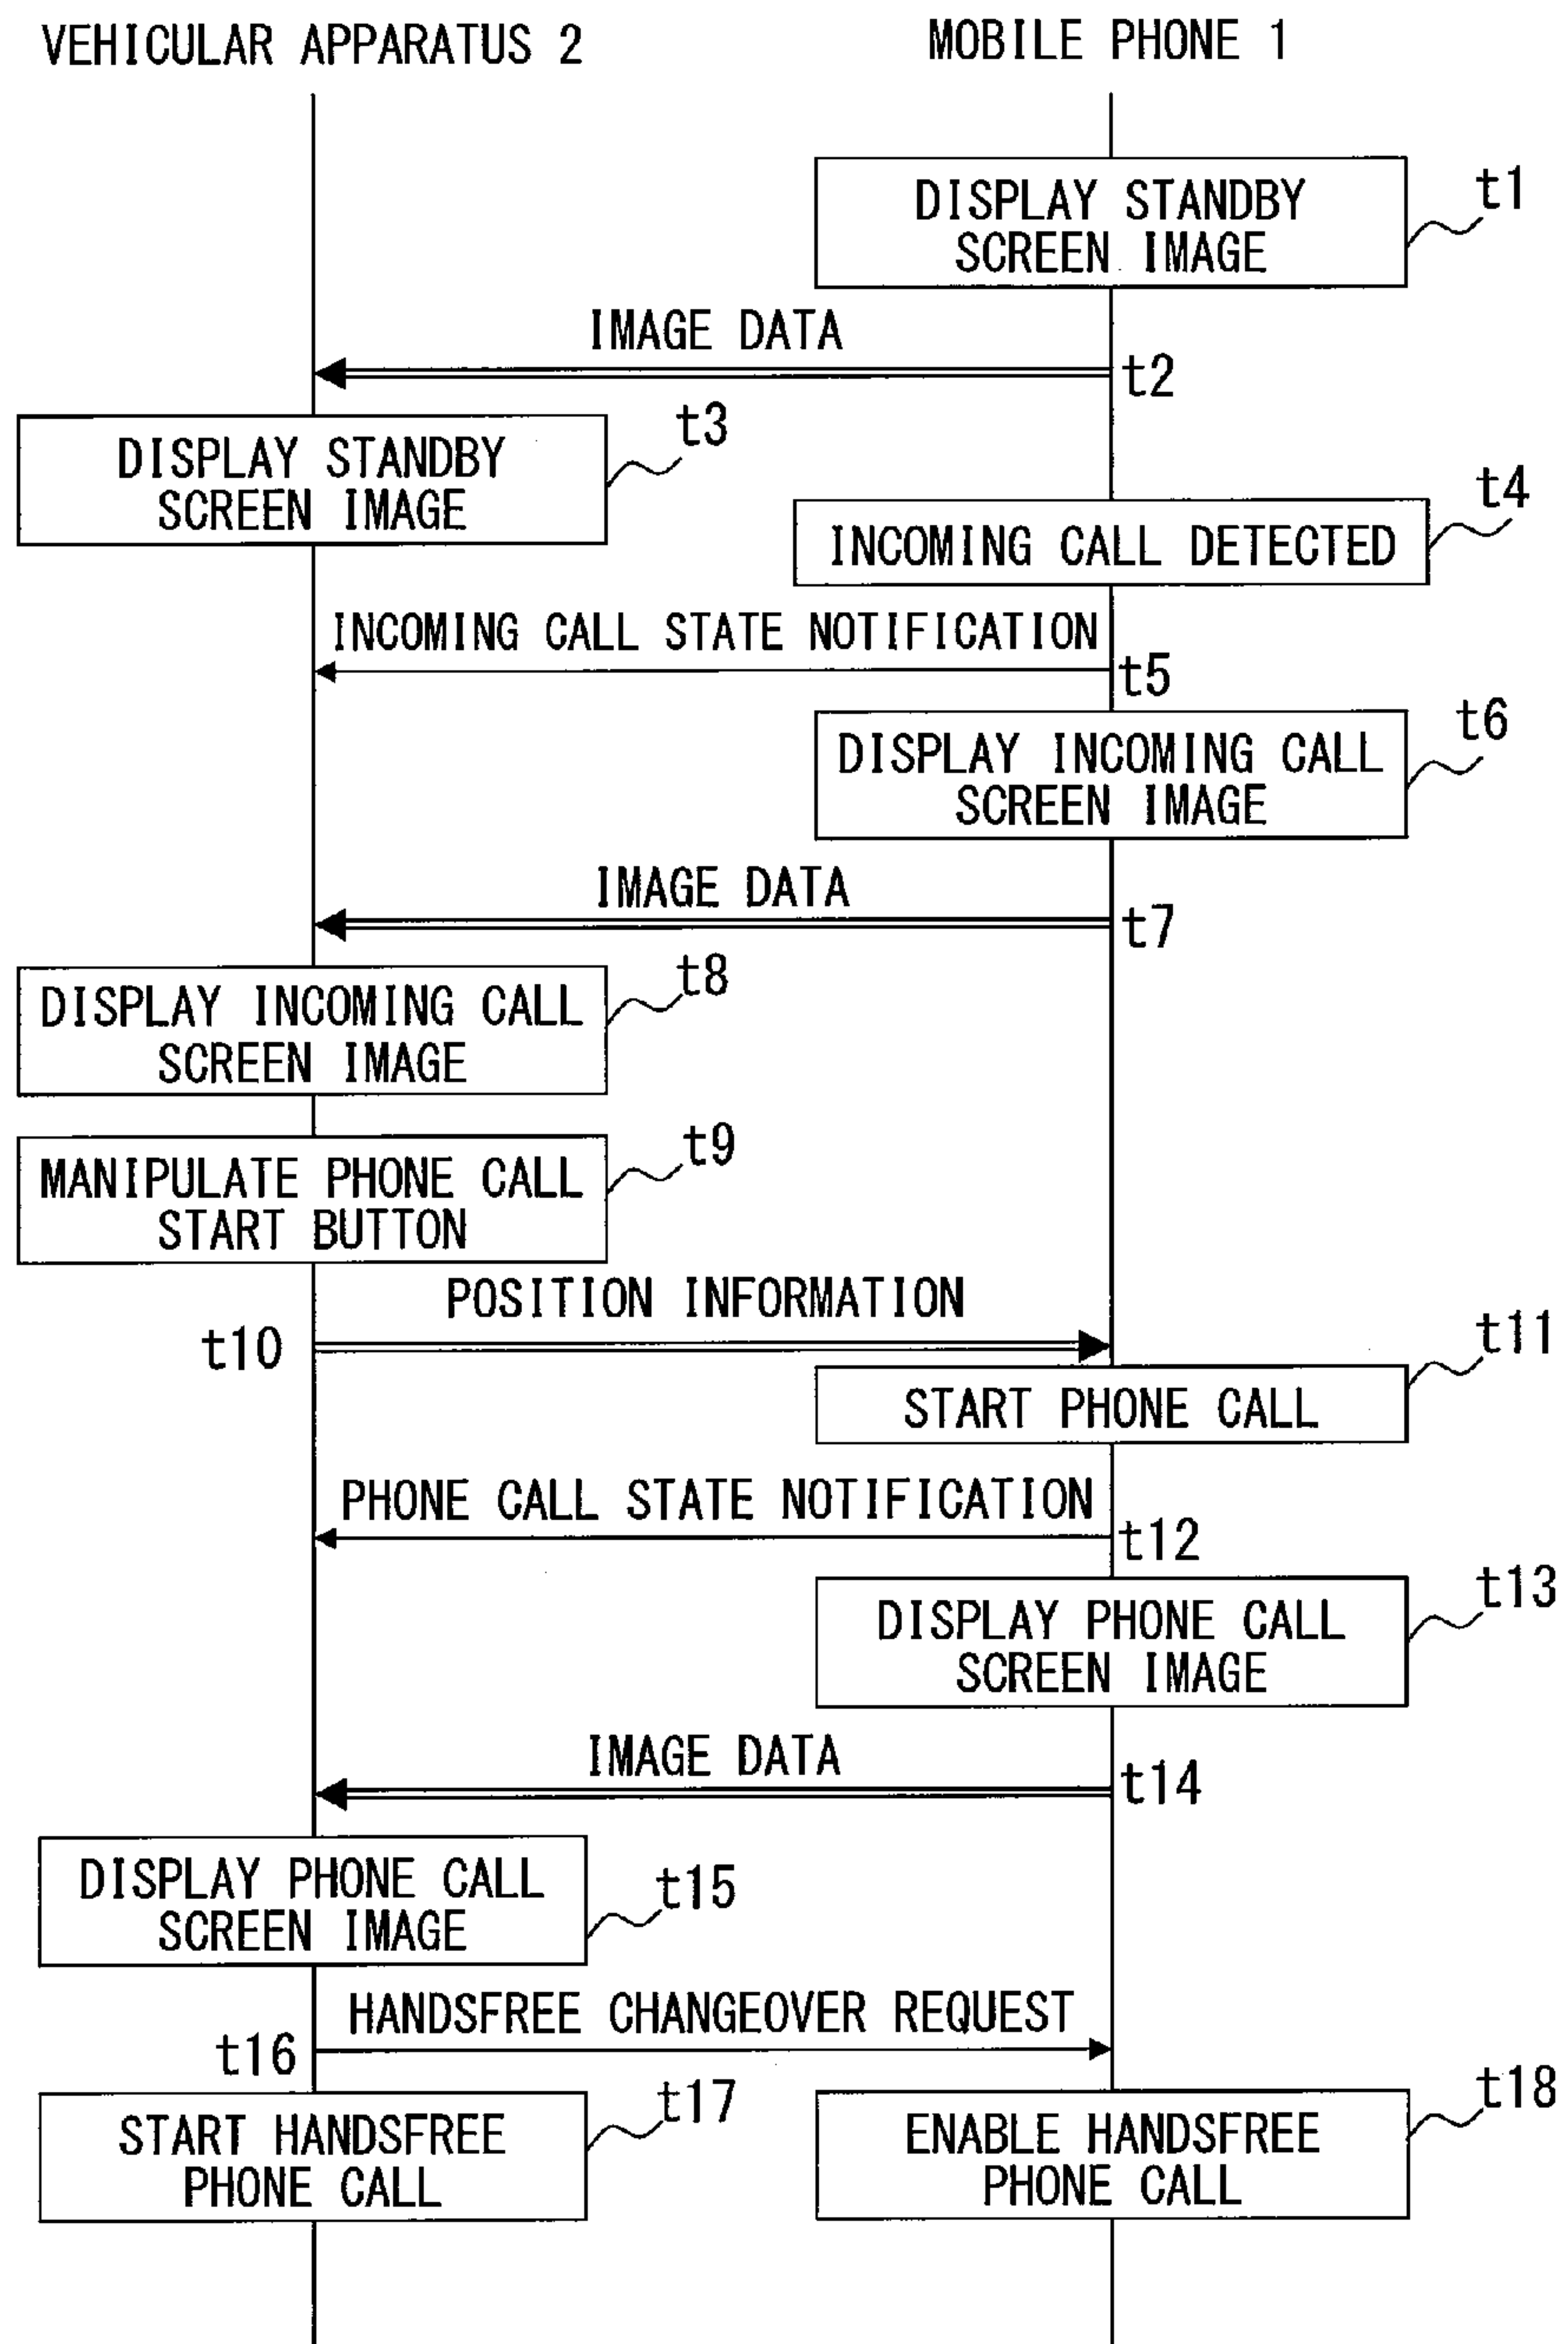 VEHICULAR APPARATUS 2
MOBILE PHONE 1
DISPLAY STANDBY
SCREEN IMAGE
t1
IMAGE DATA
t2
DISPLAY STANDBY
SCREEN IMAGE
t3
INCOMING CALL DETECTED
t4
INCOMING CALL STATE NOTIFICATION
t5
DISPLAY INCOMING CALL
SCREEN IMAGE
t6
IMAGE DATA
t7
DISPLAY INCOMING CALL
SCREEN IMAGE
t8
MANIPULATE PHONE CALL
START BUTTON
t9
POSITION INFORMATION
t10
START PHONE CALL
t11
PHONE CALL STATE NOTIFICATION
t12
DISPLAY PHONE CALL
SCREEN IMAGE
t13
IMAGE DATA
t14
DISPLAY PHONE CALL
SCREEN IMAGE
t15
HANDSFREE CHANGEOVER REQUEST
t16
START HANDSFREE
PHONE CALL
t17
ENABLE HANDSFREE
PHONE CALL
t18